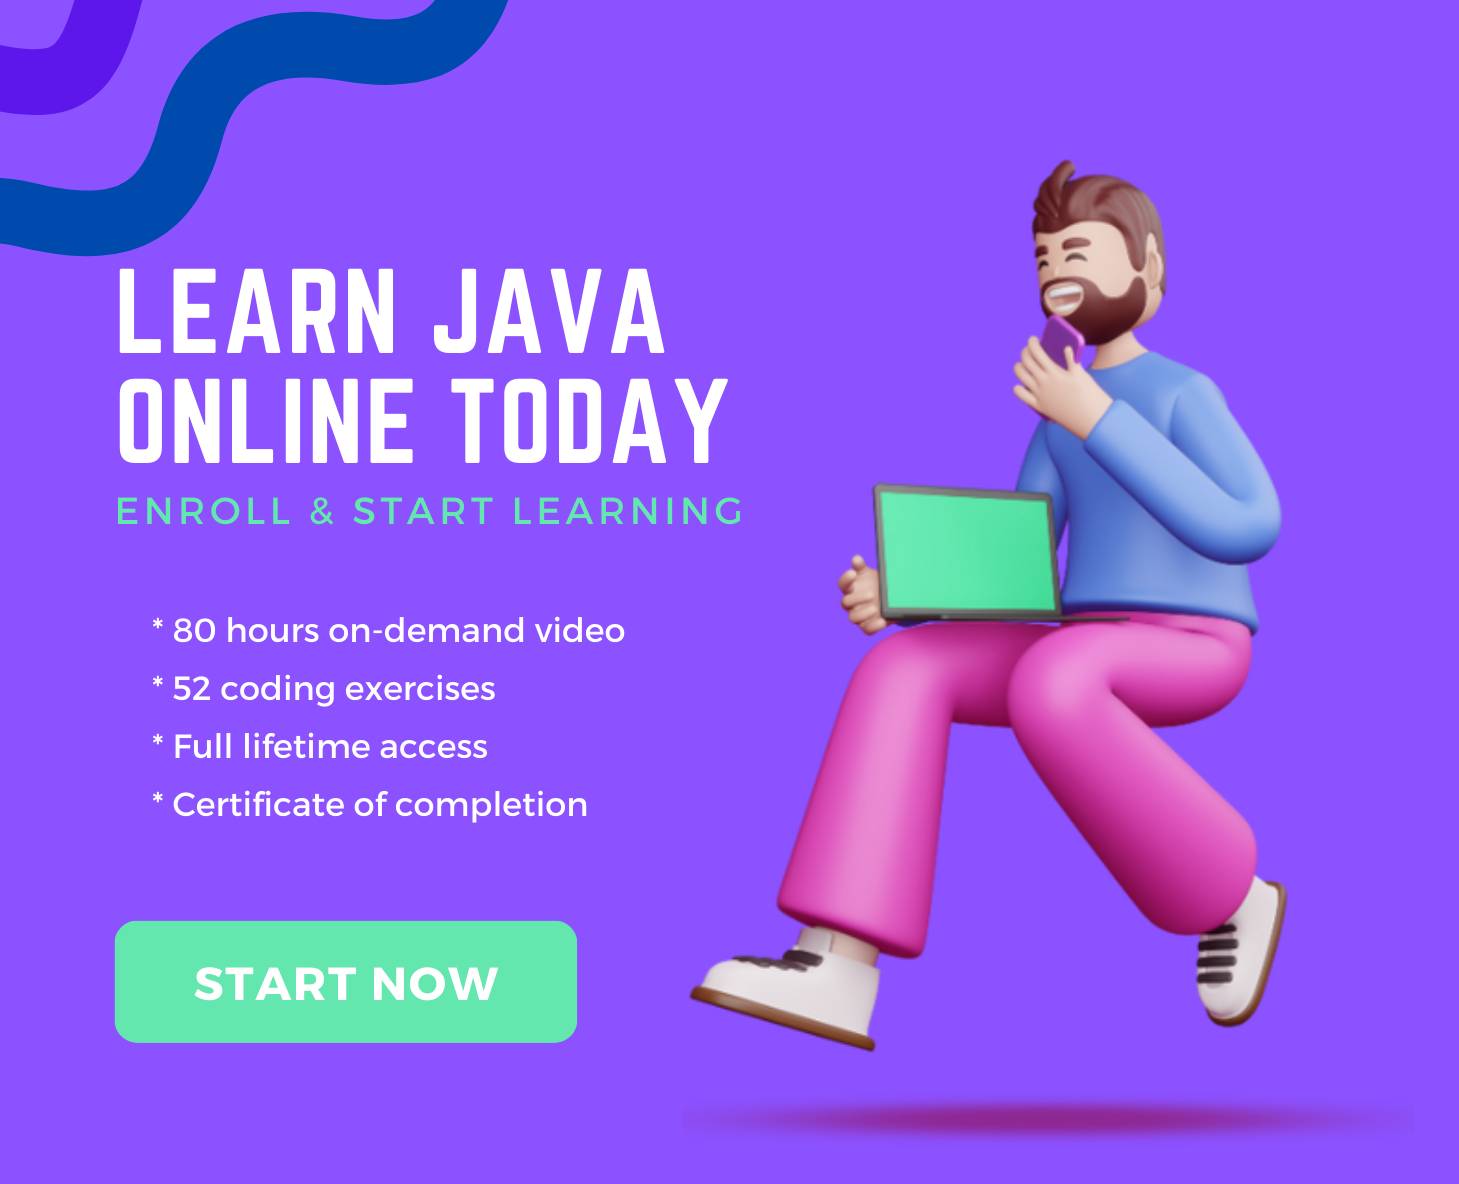 LEARN JAVA
ONLINE TODAY
ENROLL & START LEARNING
* 80 hours on-demand video
* 52 coding exercises
* Full lifetime access
* Certificate of completion
START NOW